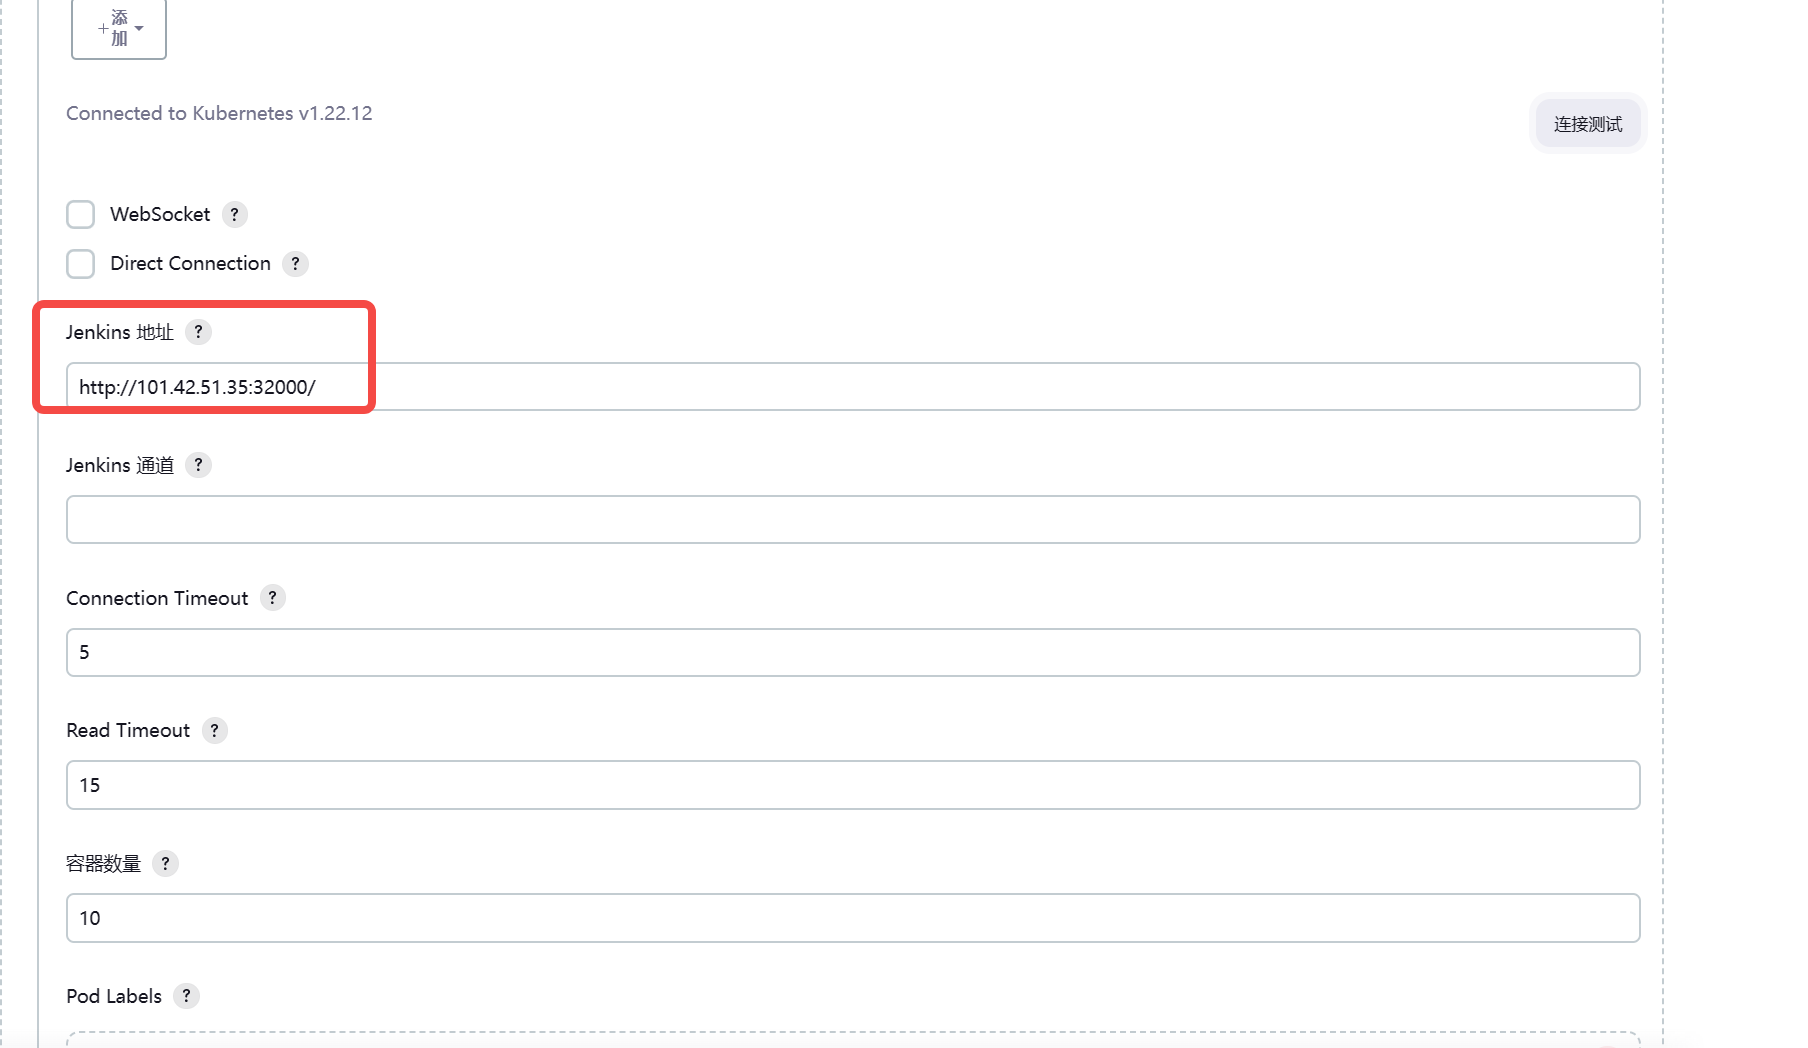 + 添加
Connected to Kubernetes v1.22.12
连接测试
WebSocket ?
Direct Connection ?
Jenkins 地址 ?
http://101.42.51.35:32000/
Jenkins 通道 ?
Connection Timeout ?
5
Read Timeout ?
15
容器数量 ?
10
Pod Labels ?